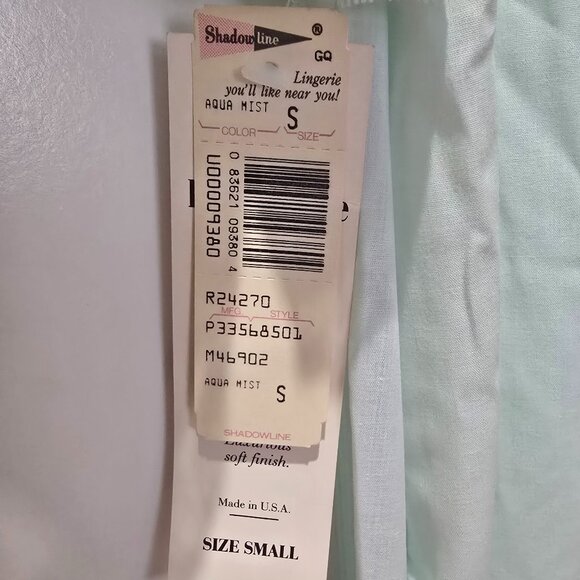 Shadowline ®
GQ
Lingerie
you'll like near you!
AQUA MIST S
COLOR SIZE
U00009380
0 83621 09380 4
R24270
MFG STYLE
P33568501
M46902
AQUA MIST S
SHADOWLINE
Luxurious
soft finish.
Made in U.S.A.
SIZE SMALL